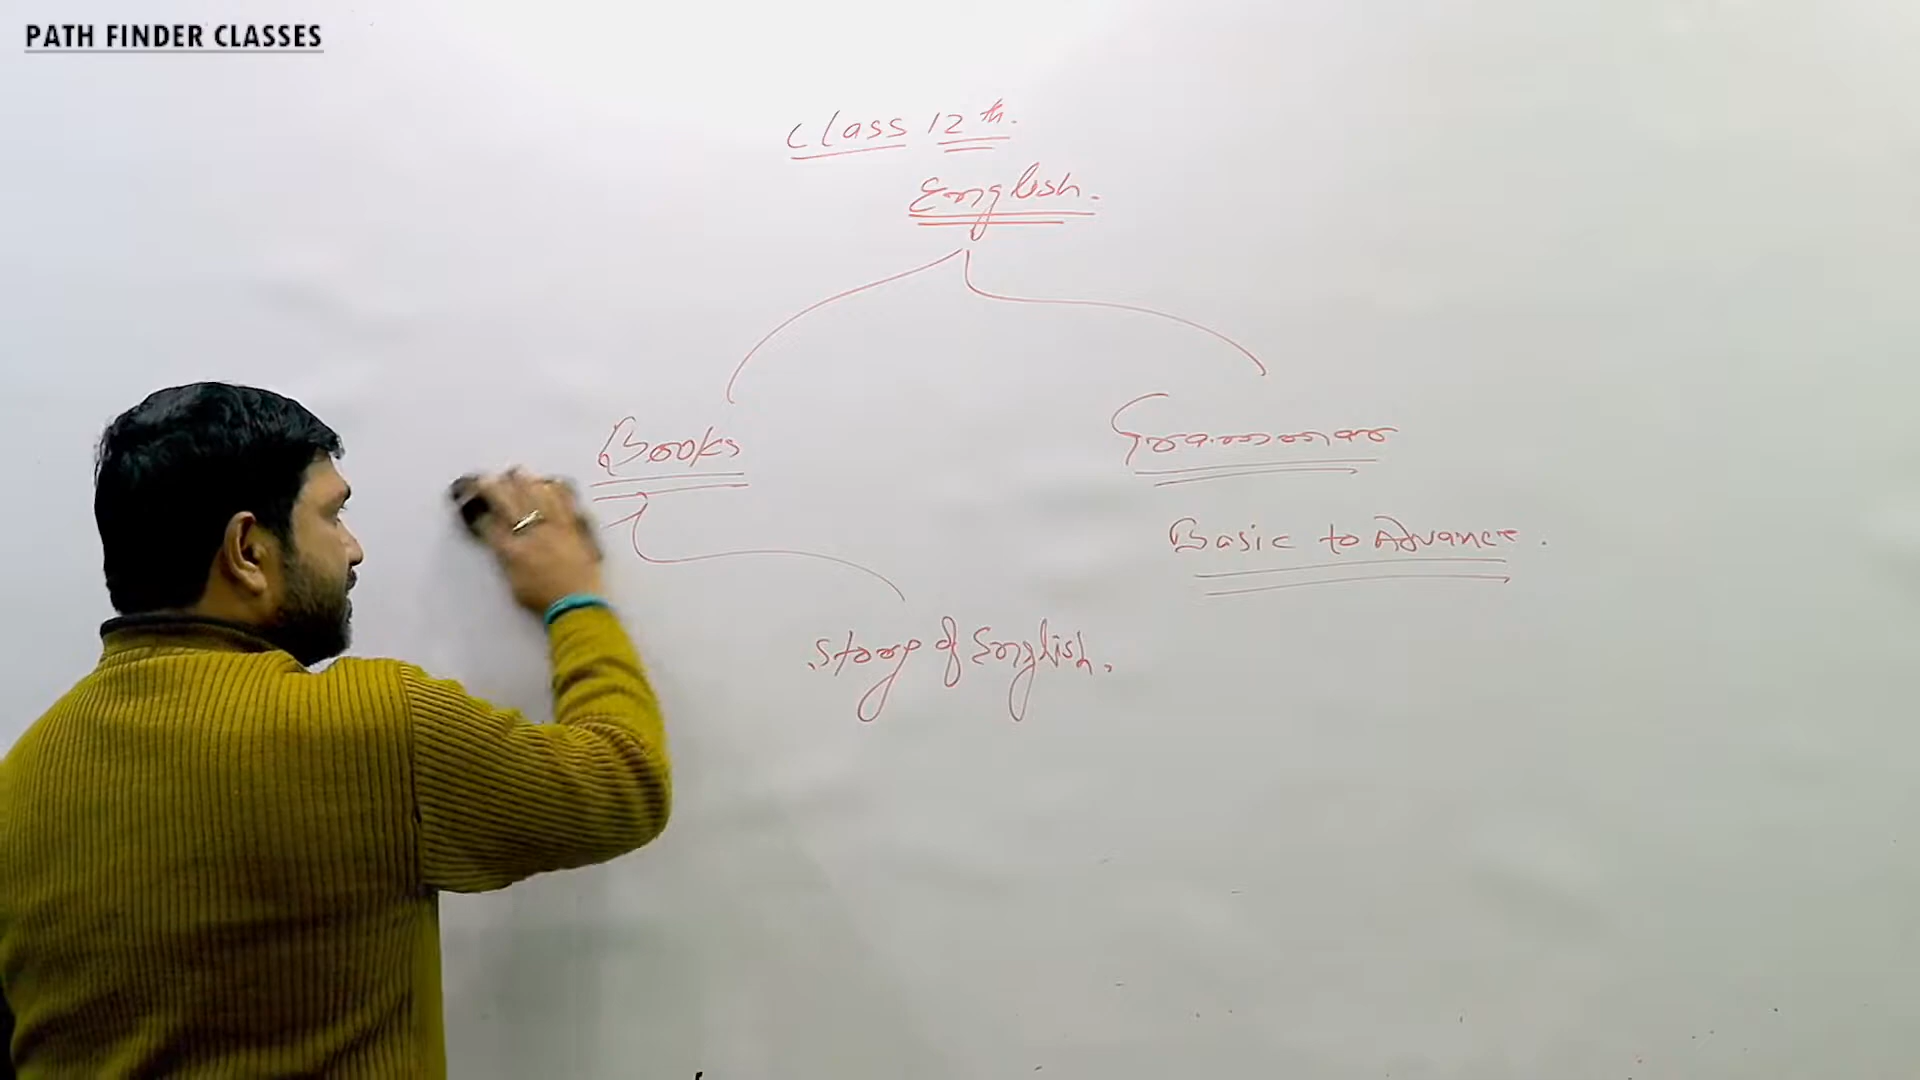 PATH FINDER CLASSES
Class 12th.
English.
Books
Grammar
Basic to Advance.
Story of English.